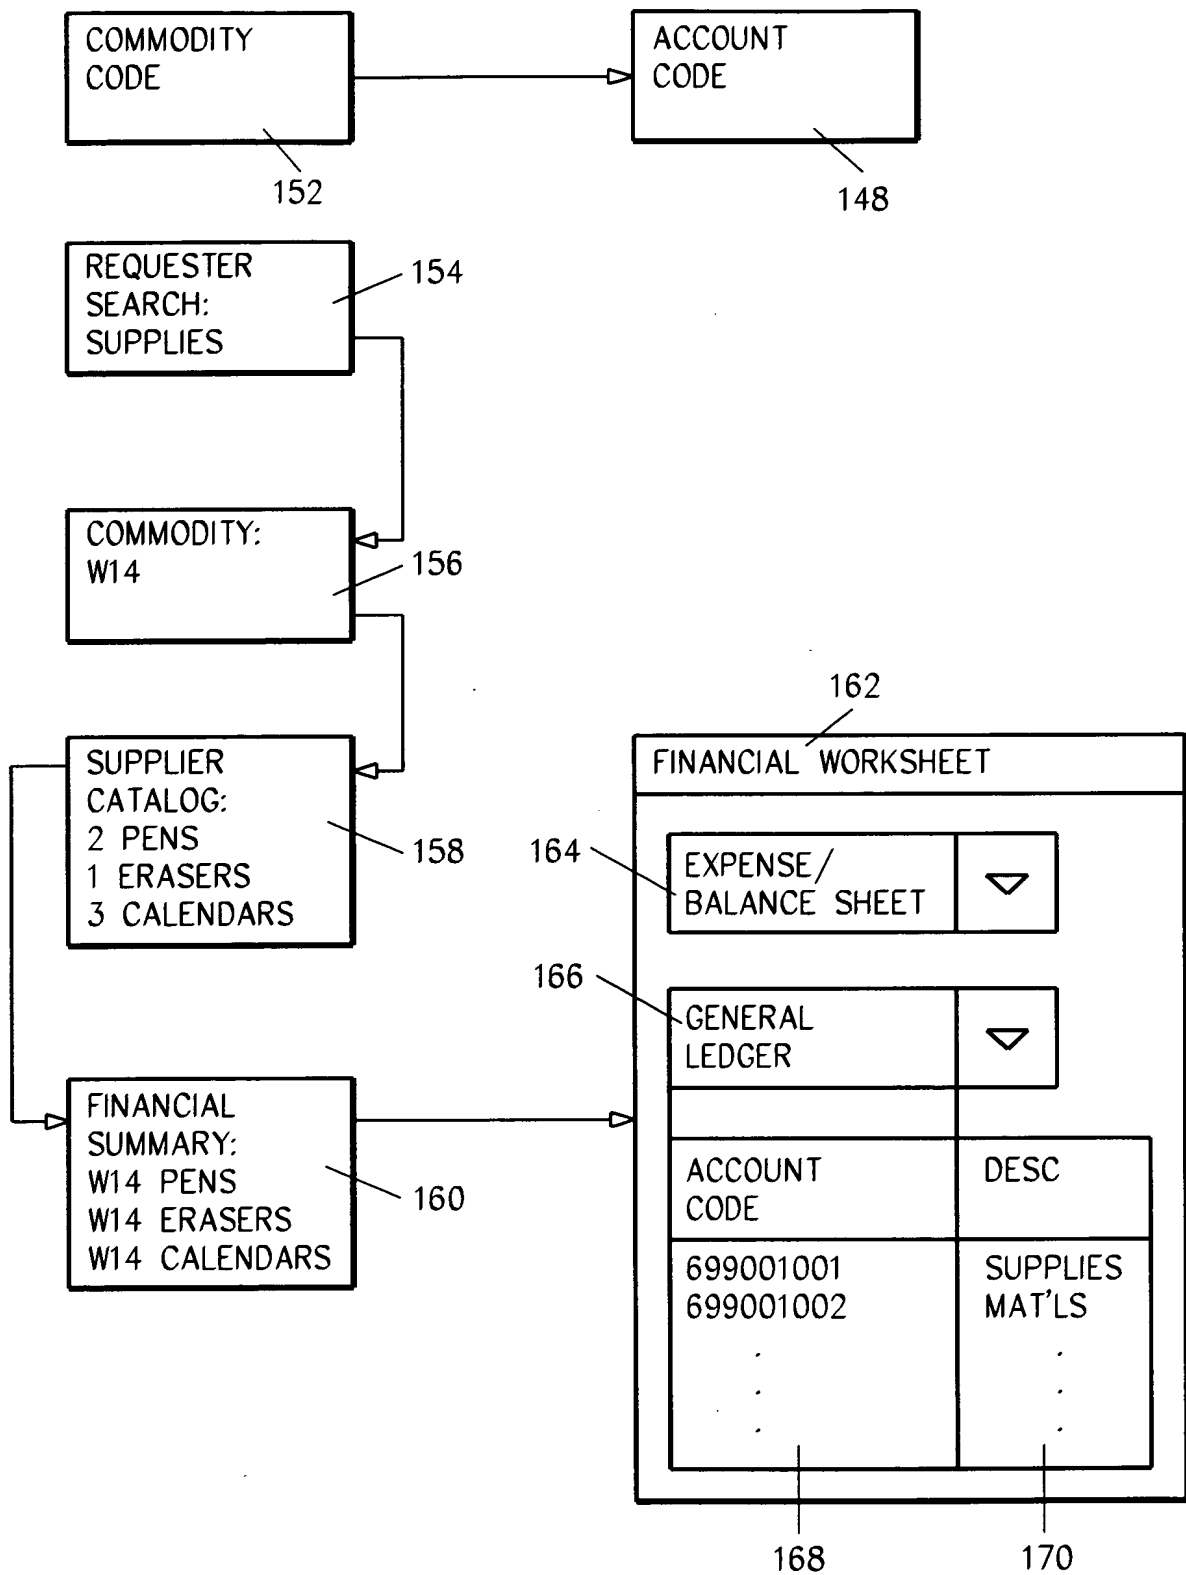 COMMODITY
CODE
152
ACCOUNT
CODE
148
REQUESTER
SEARCH:
SUPPLIES
154
COMMODITY:
W14
156
SUPPLIER
CATALOG:
2 PENS
1 ERASERS
3 CALENDARS
158
FINANCIAL
SUMMARY:
W14 PENS
W14 ERASERS
W14 CALENDARS
160
162
FINANCIAL WORKSHEET
164
EXPENSE/
BALANCE SHEET
166
GENERAL
LEDGER
ACCOUNT
CODE
DESC
699001001 SUPPLIES
699001002 MAT'LS
168
170